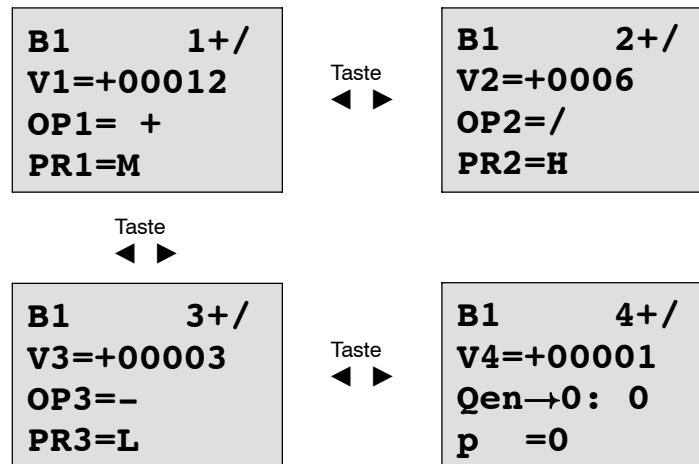 B1 1+/
V1=+00012
OP1= +
PR1=M
Taste
◄ ►
B1 2+/
V2=+0006
OP2=/
PR2=H
Taste
◄ ►
B1 3+/
V3=+00003
OP3=-
PR3=L
Taste
◄ ►
B1 4+/
V4=+00001
Qen→0: 0
p =0